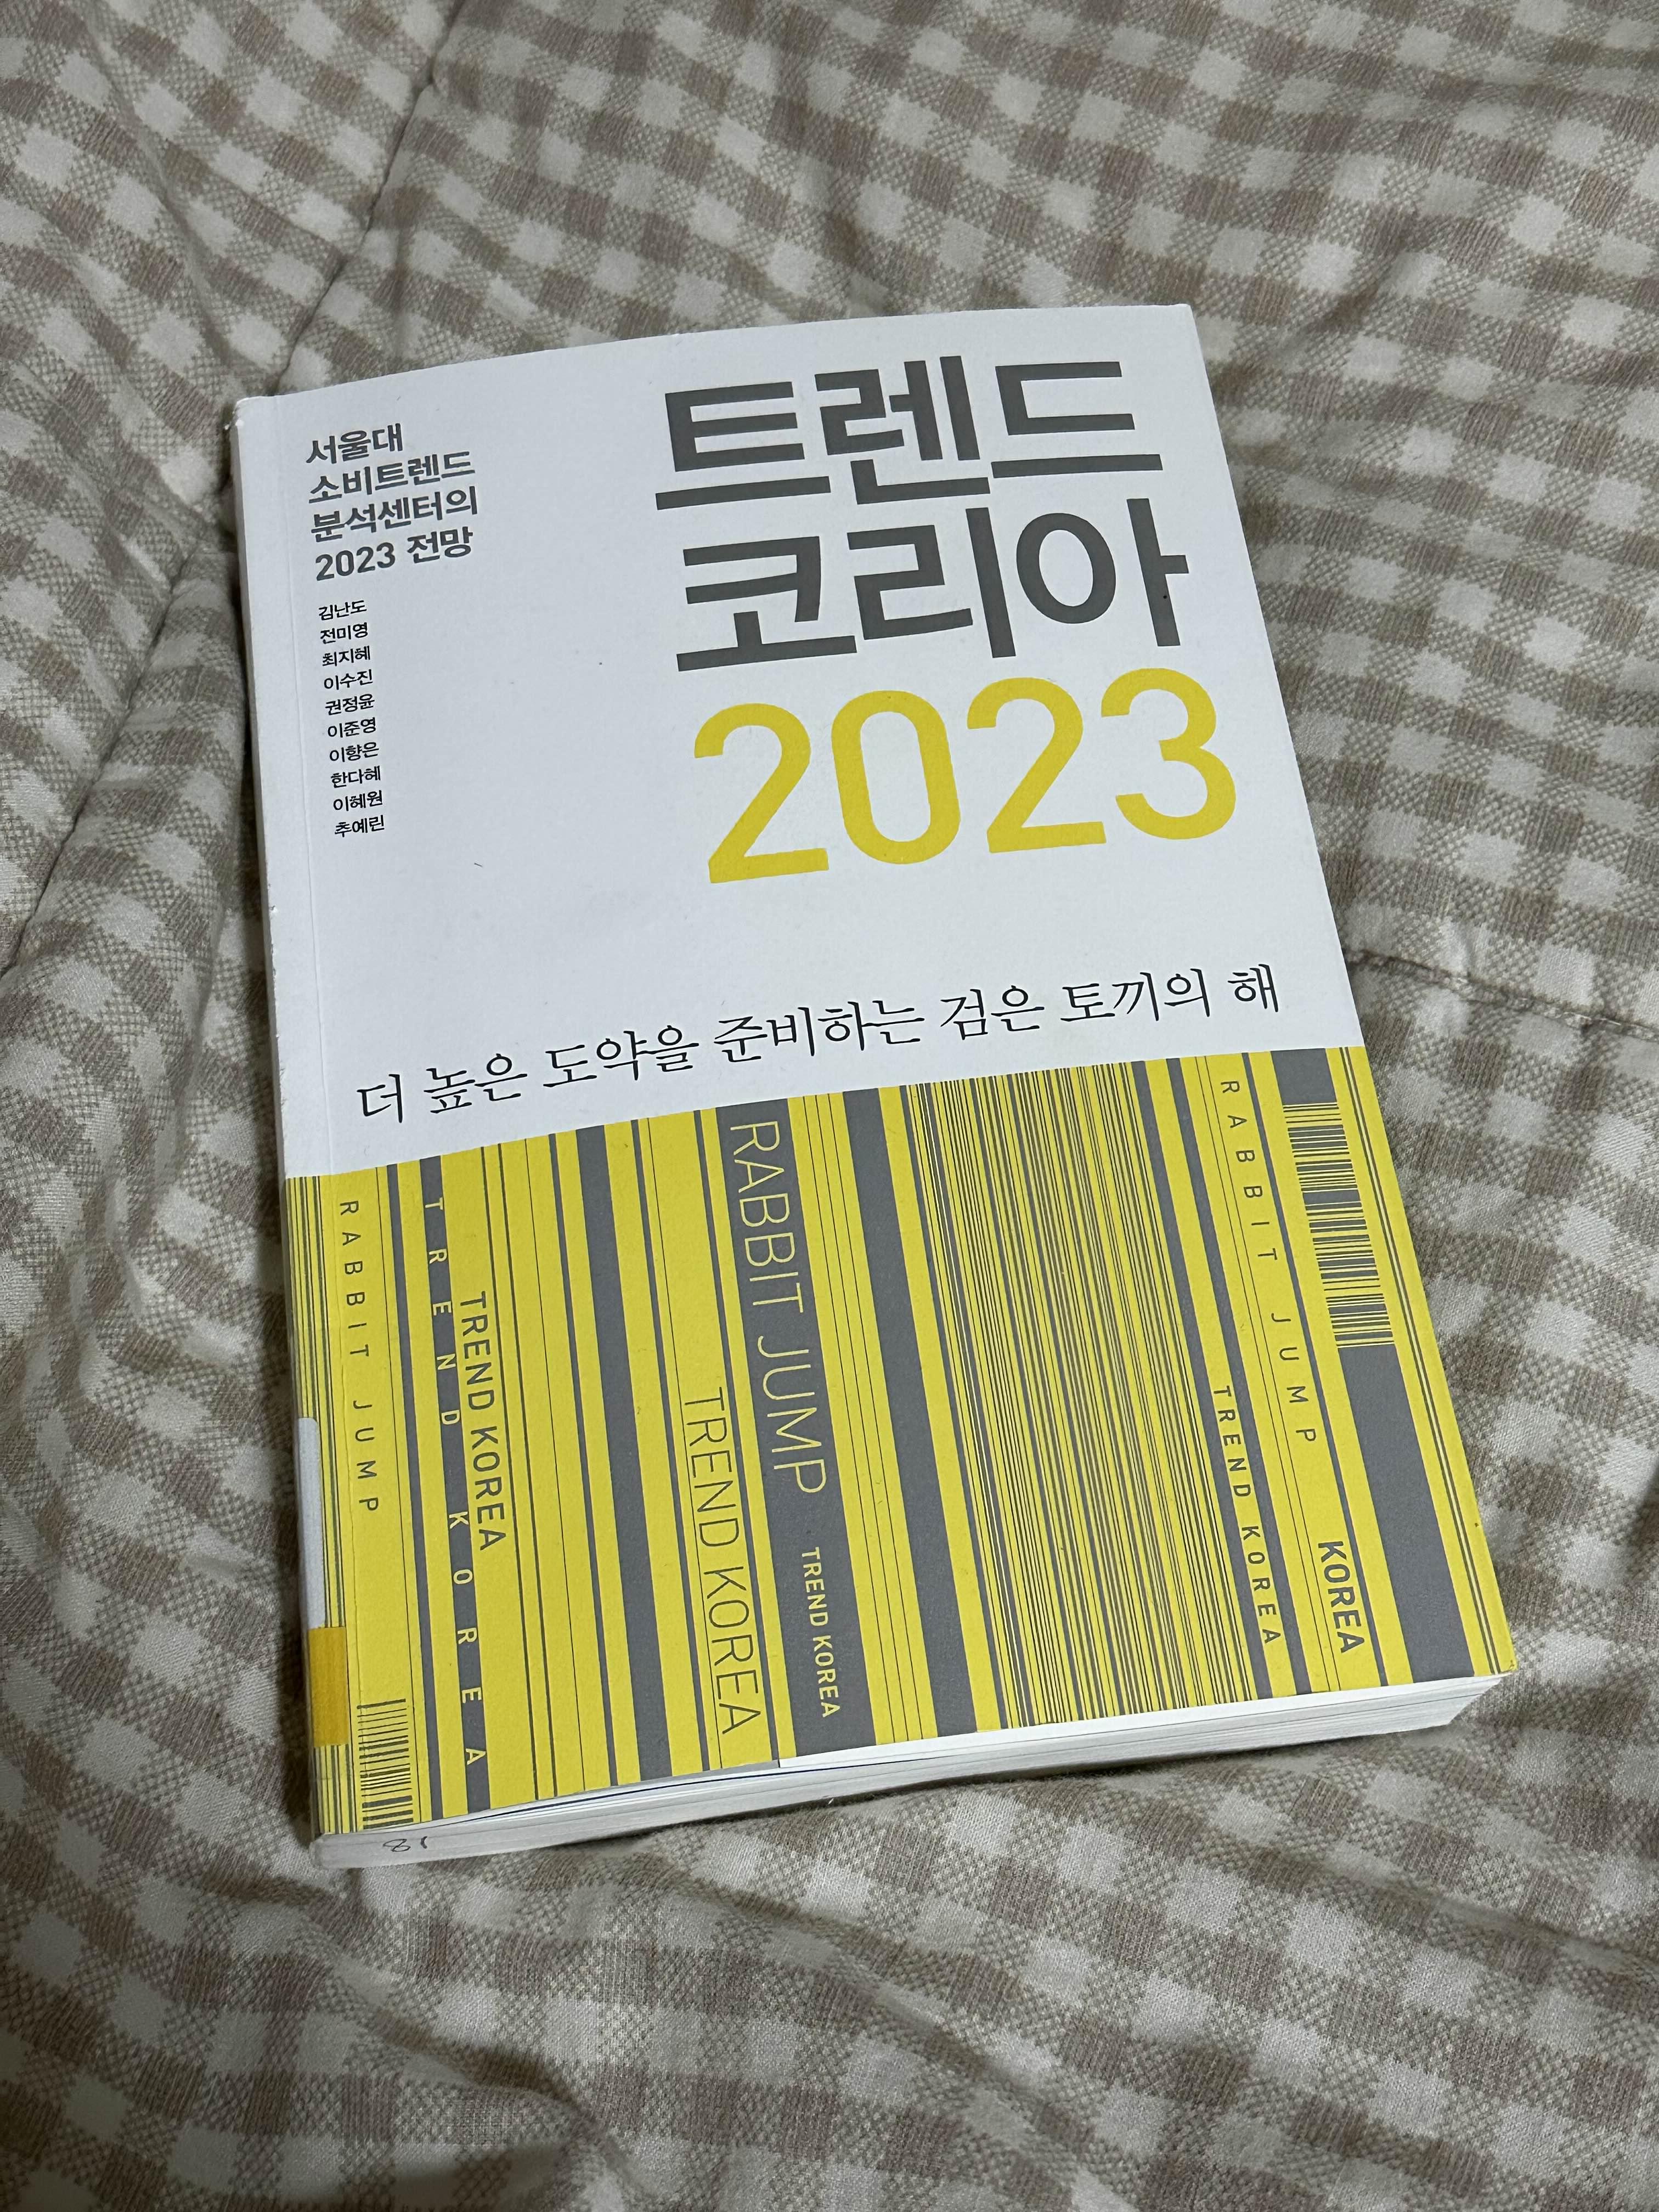 서울대
소비트렌드
분석센터의
2023 전망
김난도
전미영
최지혜
이수진
권정윤
이준영
이향은
한다혜
이혜원
추예린
트렌드
코리아
2023
더 높은 도약을 준비하는 검은 토끼의 해
RABBIT JUMP
TREND KOREA
TREND KOREA
TREND KOREA
RABBIT JUMP
TREND KOREA
TREND KOREA
RABBIT JUMP
KOREA
81